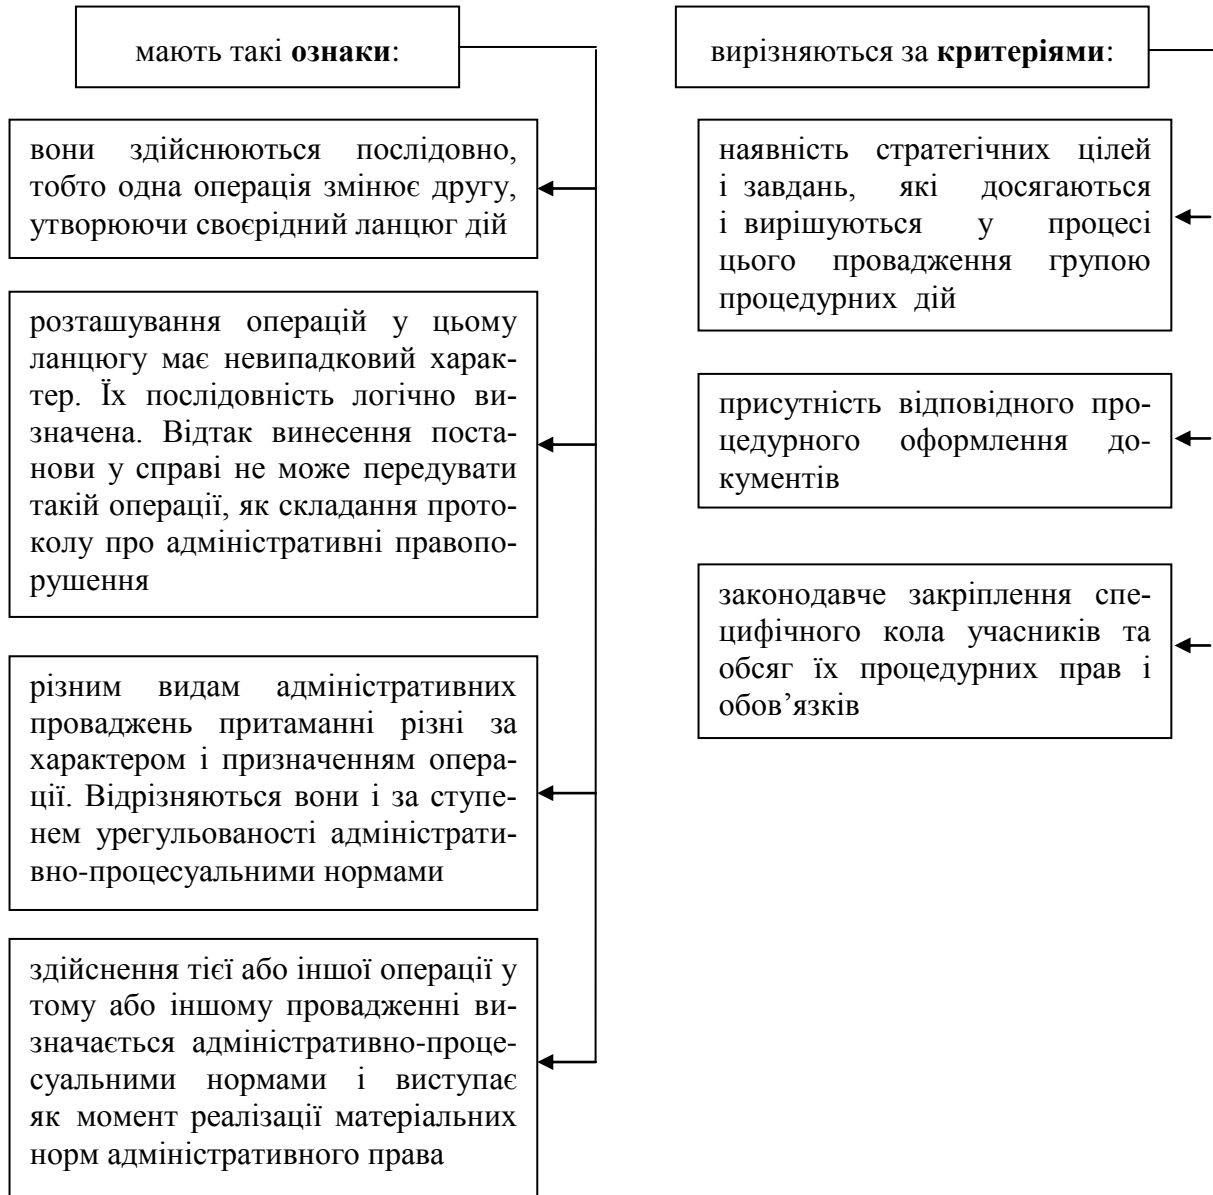 мають такі ознаки:
вони здійснюються послідовно,
тобто одна операція змінює другу,
утворюючи своєрідний ланцюг дій
розташування операцій у цьому
ланцюгу має невипадковий харак-
тер. Їх послідовність логічно ви-
значена. Відтак винесення поста-
нови у справі не може передувати
такій операції, як складання прото-
колу про адміністративні правопо-
рушення
різним видам адміністративних
проваджень притаманні різні за
характером і призначенням опера-
ції. Відрізняються вони і за ступе-
нем урегульованості адміністрати-
вно-процесуальними нормами
здійснення тієї або іншої операції у
тому або іншому провадженні ви-
значається адміністративно-проце-
суальними нормами і виступає
як момент реалізації матеріальних
норм адміністративного права
вирізняються за критеріями:
наявність стратегічних цілей
і завдань, які досягаються
і вирішуються у процесі
цього провадження групою
процедурних дій
присутність відповідного про-
цедурного оформлення до-
кументів
законодавче закріплення спе-
цифічного кола учасників та
обсяг їх процедурних прав і
обов’язків